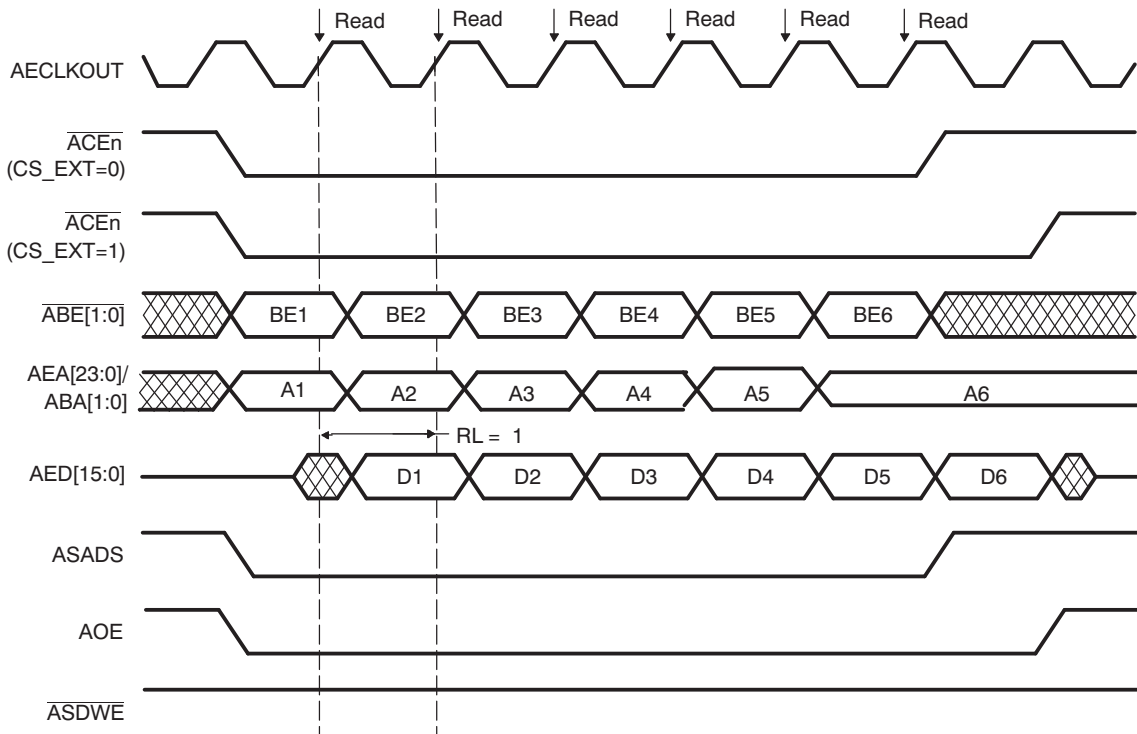 Read Read Read Read Read Read
AECLKOUT
ACEn
(CS_EXT=0)
ACEn
(CS_EXT=1)
ABE[1:0] BE1 BE2 BE3 BE4 BE5 BE6
AEA[23:0]/
ABA[1:0] A1 A2 A3 A4 A5 A6
RL = 1
AED[15:0] D1 D2 D3 D4 D5 D6
ASADS
AOE
ASDWE